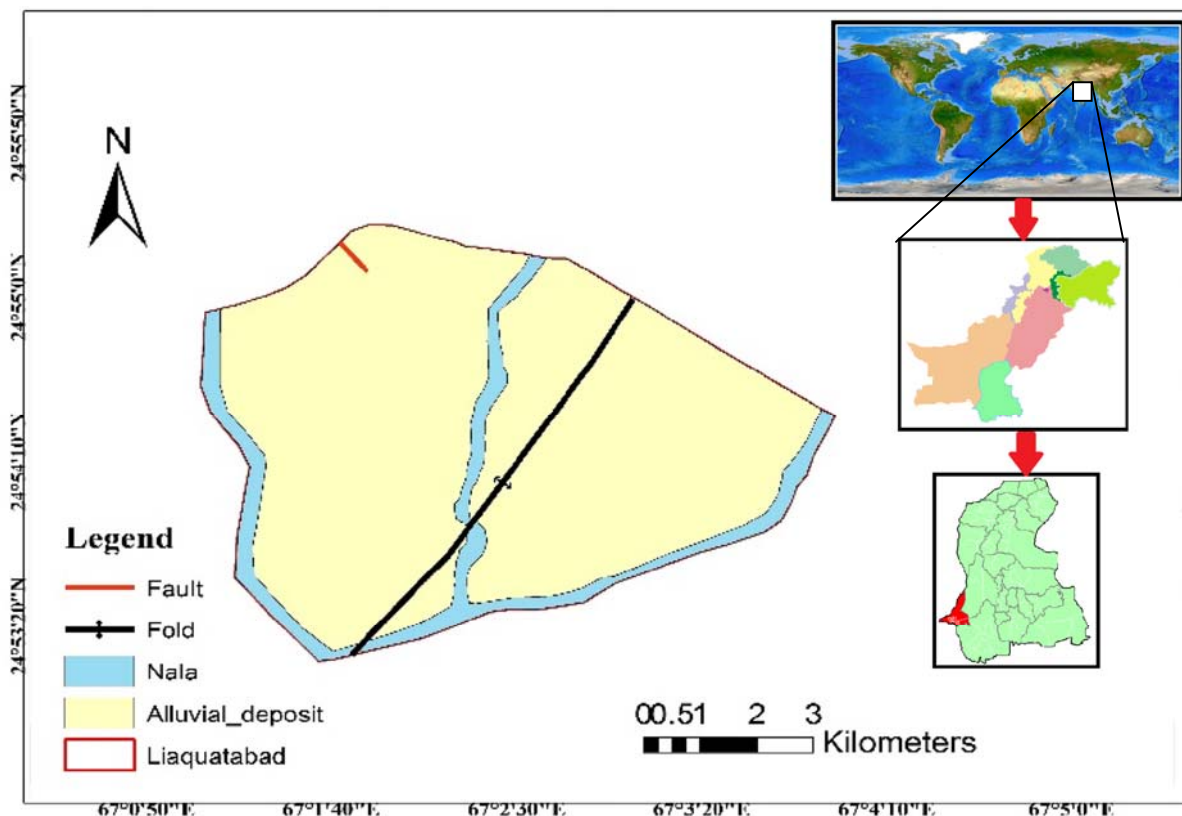 N
24°55'50"N
24°55'0"N
24°54'10"N
24°53'20"N
Legend
Fault
Fold
Nala
Alluvial_deposit
Liaquatabad
00.51 2 3
Kilometers
67°0'50"E 67°1'40"E 67°2'30"E 67°3'20"E 67°4'10"E 67°5'0"E